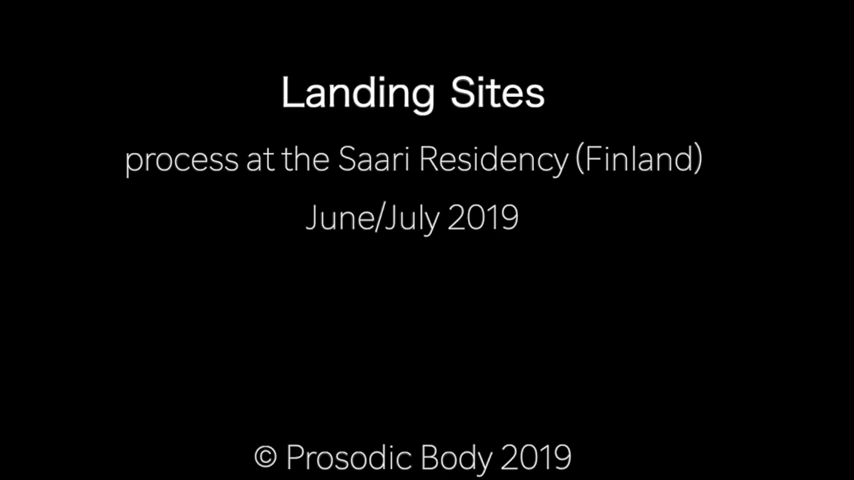 Landing Sites
process at the Saari Residency (Finland)
June/July 2019
© Prosodic Body 2019